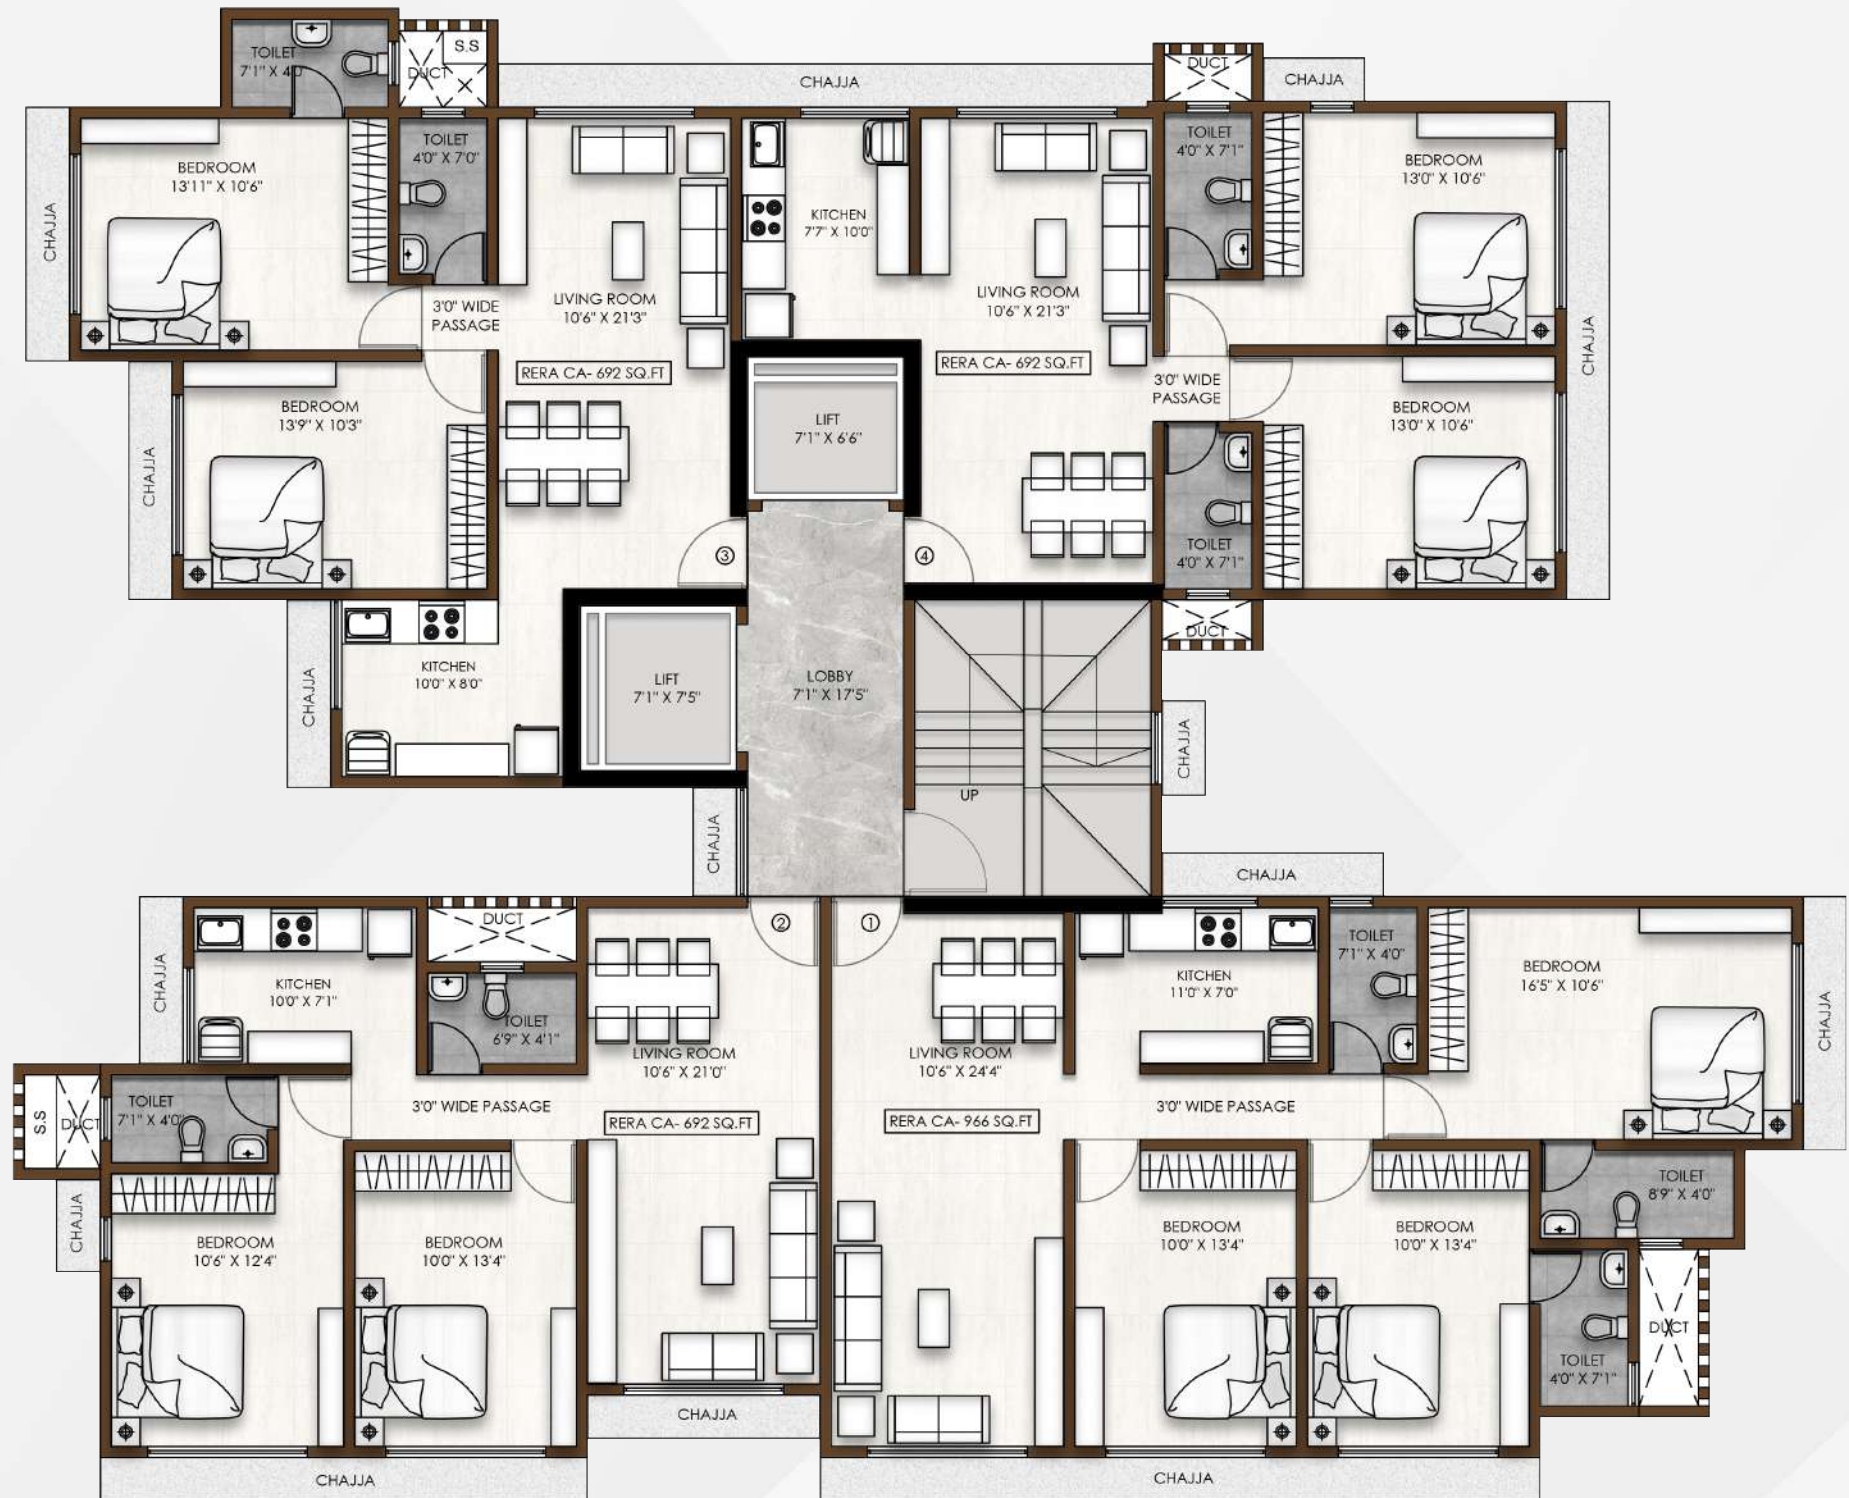 TOILET
7'1" X 4'0
S.S
DUCT
CHAJJA
DUCT
CHAJJA
TOILET
4'0" X 7'0"
TOILET
4'0" X 7'1"
BEDROOM
13'11" X 10'6"
BEDROOM
13'0" X 10'6"
KITCHEN
7'7" X 10'0"
CHAJJA
LIVING ROOM
10'6" X 21'3"
LIVING ROOM
10'6" X 21'3"
3'0" WIDE
PASSAGE
CHAJJA
RERA CA- 692 SQ.FT
RERA CA- 692 SQ.FT
3'0" WIDE
PASSAGE
BEDROOM
13'9" X 10'3"
LIFT
7'1" X 6'6"
BEDROOM
13'0" X 10'6"
CHAJJA
3
4
TOILET
4'0" X 7'1"
DUCT
KITCHEN
10'0" X 8'0"
CHAJJA
LIFT
7'1" X 7'5"
LOBBY
7'1" X 17'5"
CHAJJA
UP
CHAJJA
CHAJJA
DUCT
2
1
TOILET
7'1" X 4'0"
CHAJJA
KITCHEN
10'0" X 7'1"
KITCHEN
11'0" X 7'0"
BEDROOM
16'5" X 10'6"
CHAJJA
TOILET
6'9" X 4'1"
LIVING ROOM
10'6" X 21'0"
LIVING ROOM
10'6" X 24'4"
S.S
DUCT
TOILET
7'1" X 4'0"
3'0" WIDE PASSAGE
3'0" WIDE PASSAGE
RERA CA- 692 SQ.FT
RERA CA- 966 SQ.FT
TOILET
8'9" X 4'0"
CHAJJA
BEDROOM
10'6" X 12'4"
BEDROOM
10'0" X 13'4"
BEDROOM
10'0" X 13'4"
BEDROOM
10'0" X 13'4"
DUCT
TOILET
4'0" X 7'1"
CHAJJA
CHAJJA
CHAJJA